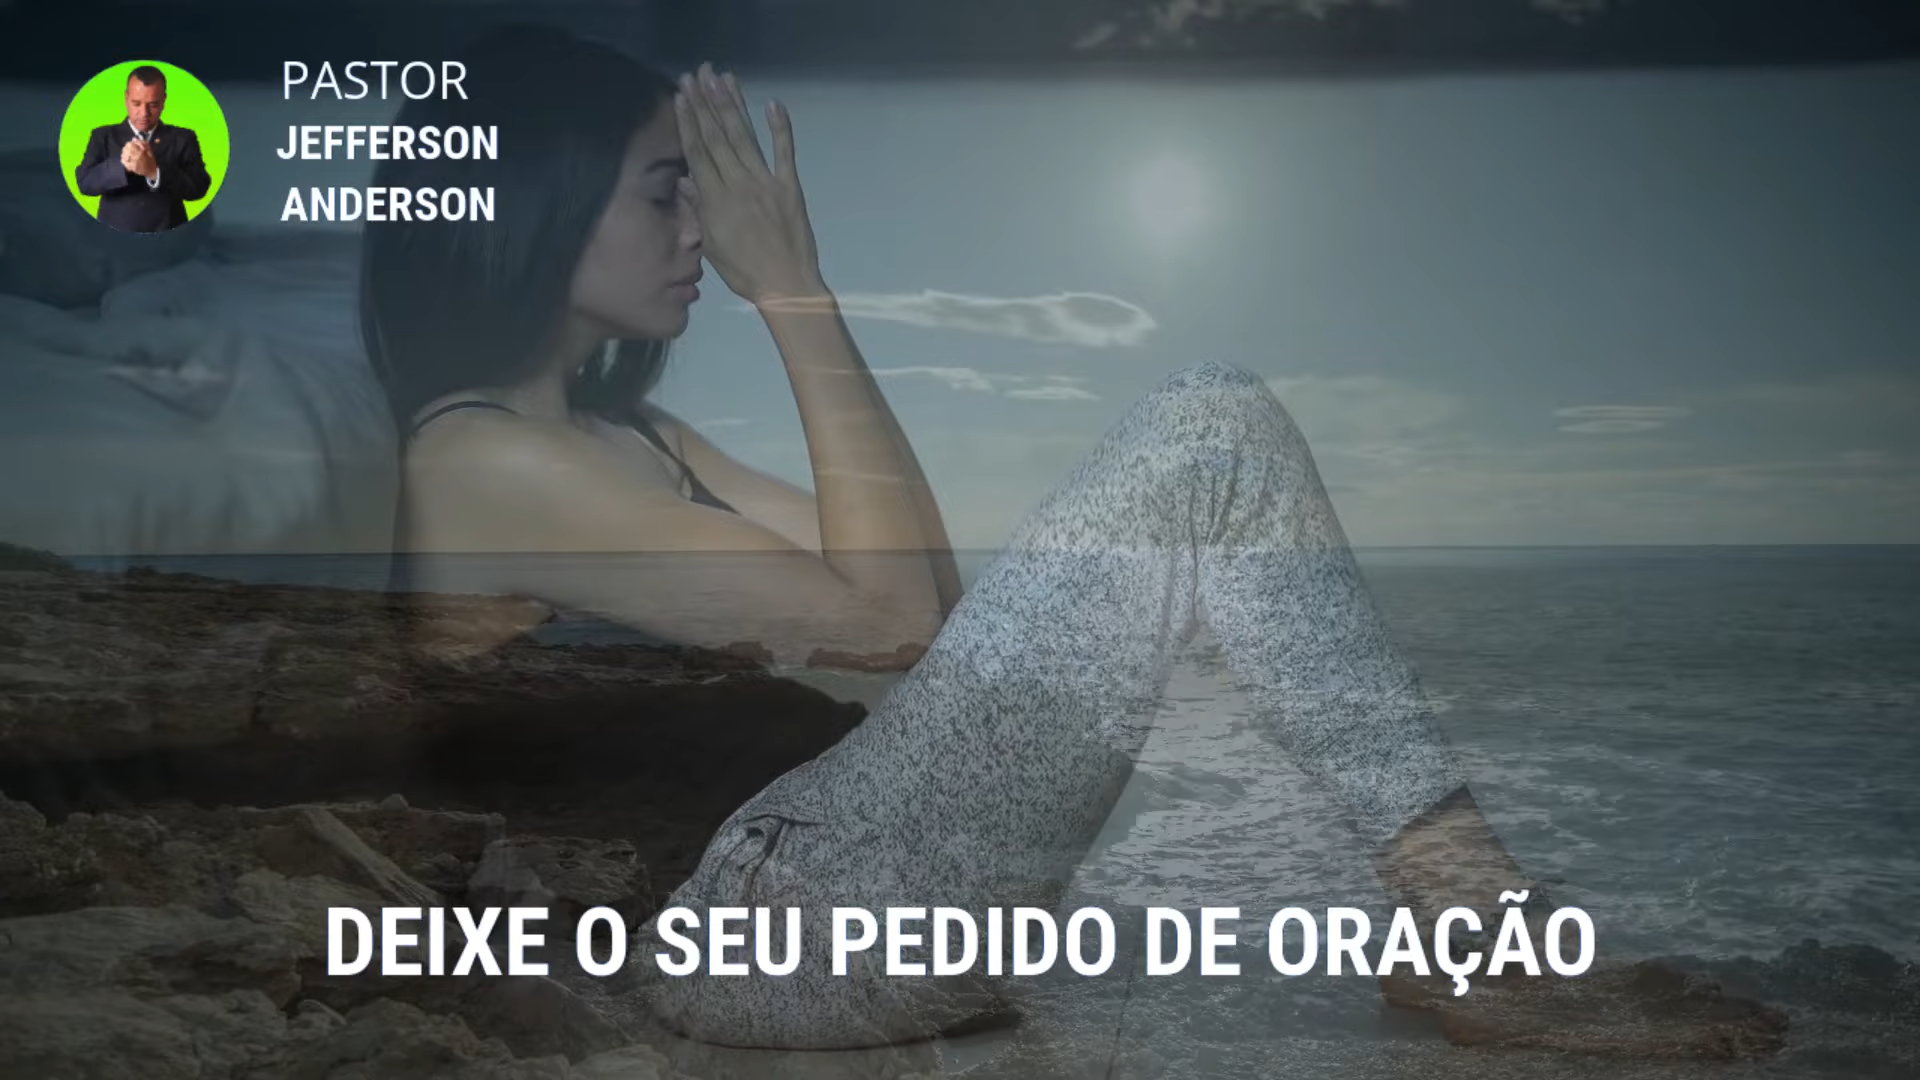 PASTOR
JEFFERSON
ANDERSON
DEIXE O SEU PEDIDO DE ORAÇÃO